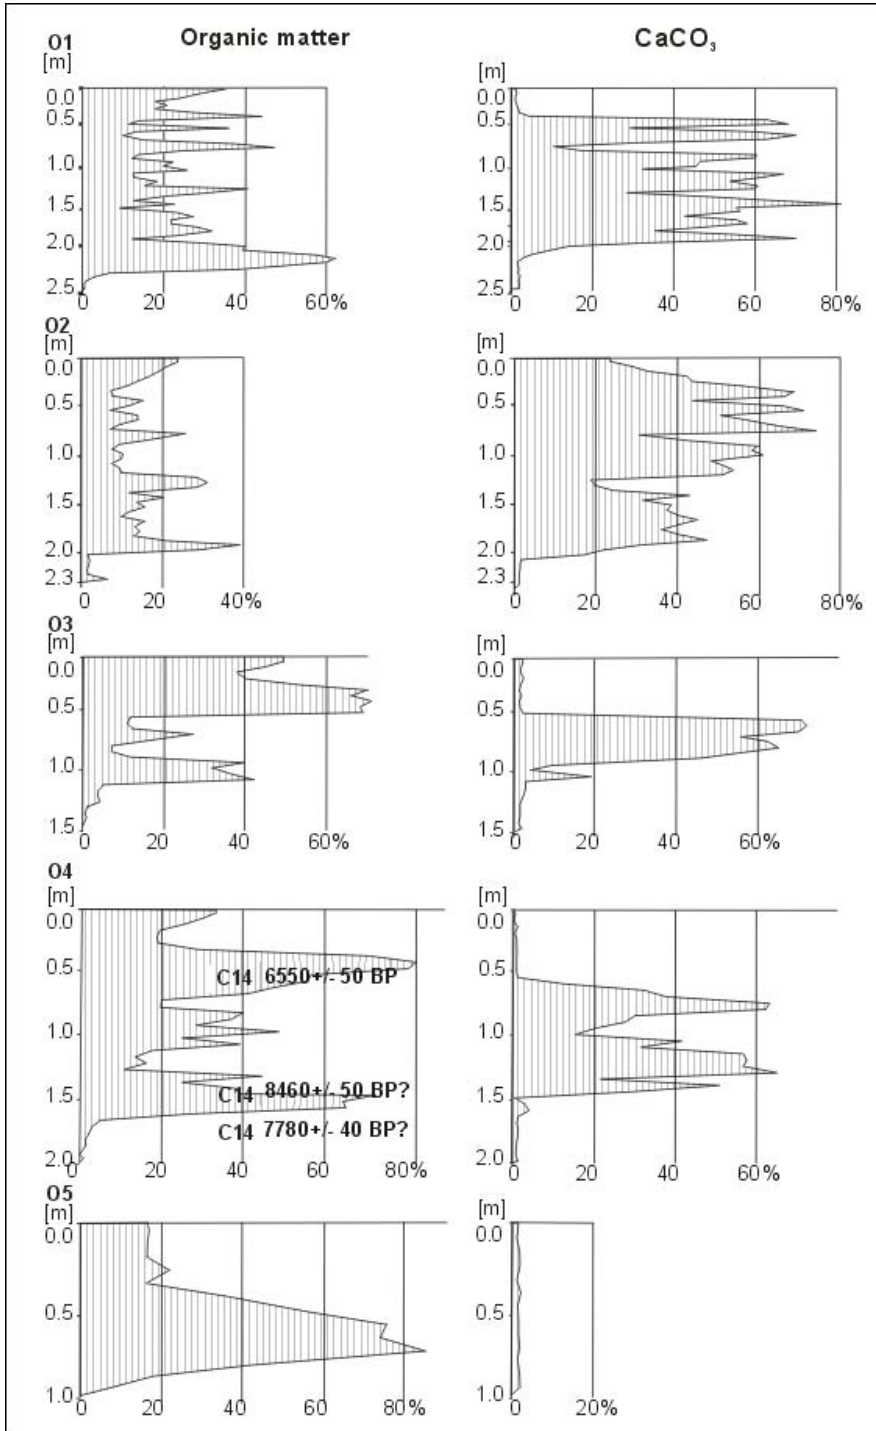 Organic matter CaCO₃
O1
[m] [m]
0.0 0.0
0.5 0.5
1.0 1.0
1.5 1.5
2.0 2.0
2.5 2.5
0 20 40 60% 0 20 40 60 80%
O2
[m] [m]
0.0 0.0
0.5 0.5
1.0 1.0
1.5 1.5
2.0 2.0
2.3 2.3
0 20 40% 0 20 40 60 80%
O3
[m] [m]
0.0 0.0
0.5 0.5
1.0 1.0
1.5 1.5
0 20 40 60% 0 20 40 60 80%
O4
[m] [m]
0.0 0.0
0.5 0.5
C14 6550+/- 50 BP
1.0 1.0
C14 8460+/- 50 BP?
1.5 1.5
C14 7780+/- 40 BP?
2.0 2.0
0 20 40 60 80% 0 20 40 60%
O5
[m] [m]
0.0 0.0
0.5 0.5
1.0 1.0
0 20 40 60 80% 0 20%